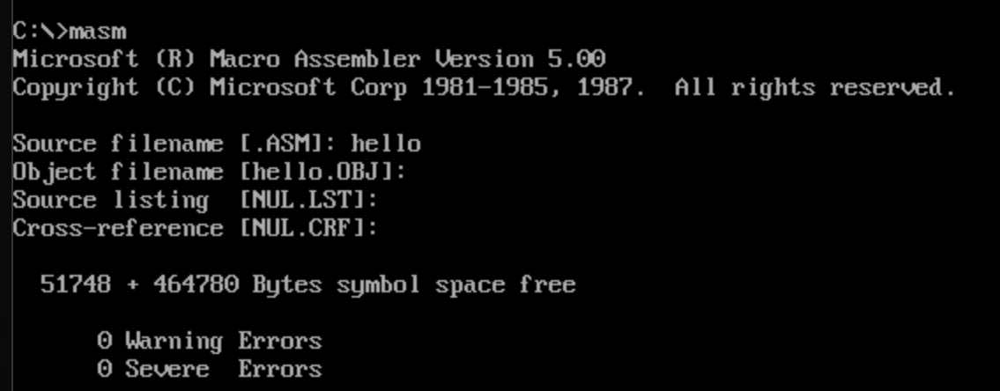 C:\>masm
Microsoft (R) Macro Assembler Version 5.00
Copyright (C) Microsoft Corp 1981-1985, 1987.  All rights reserved.
Source filename [.ASM]: hello
Object filename [hello.OBJ]:
Source listing  [NUL.LST]:
Cross-reference [NUL.CRF]:
  51748 + 464780 Bytes symbol space free
      0 Warning Errors
      0 Severe  Errors